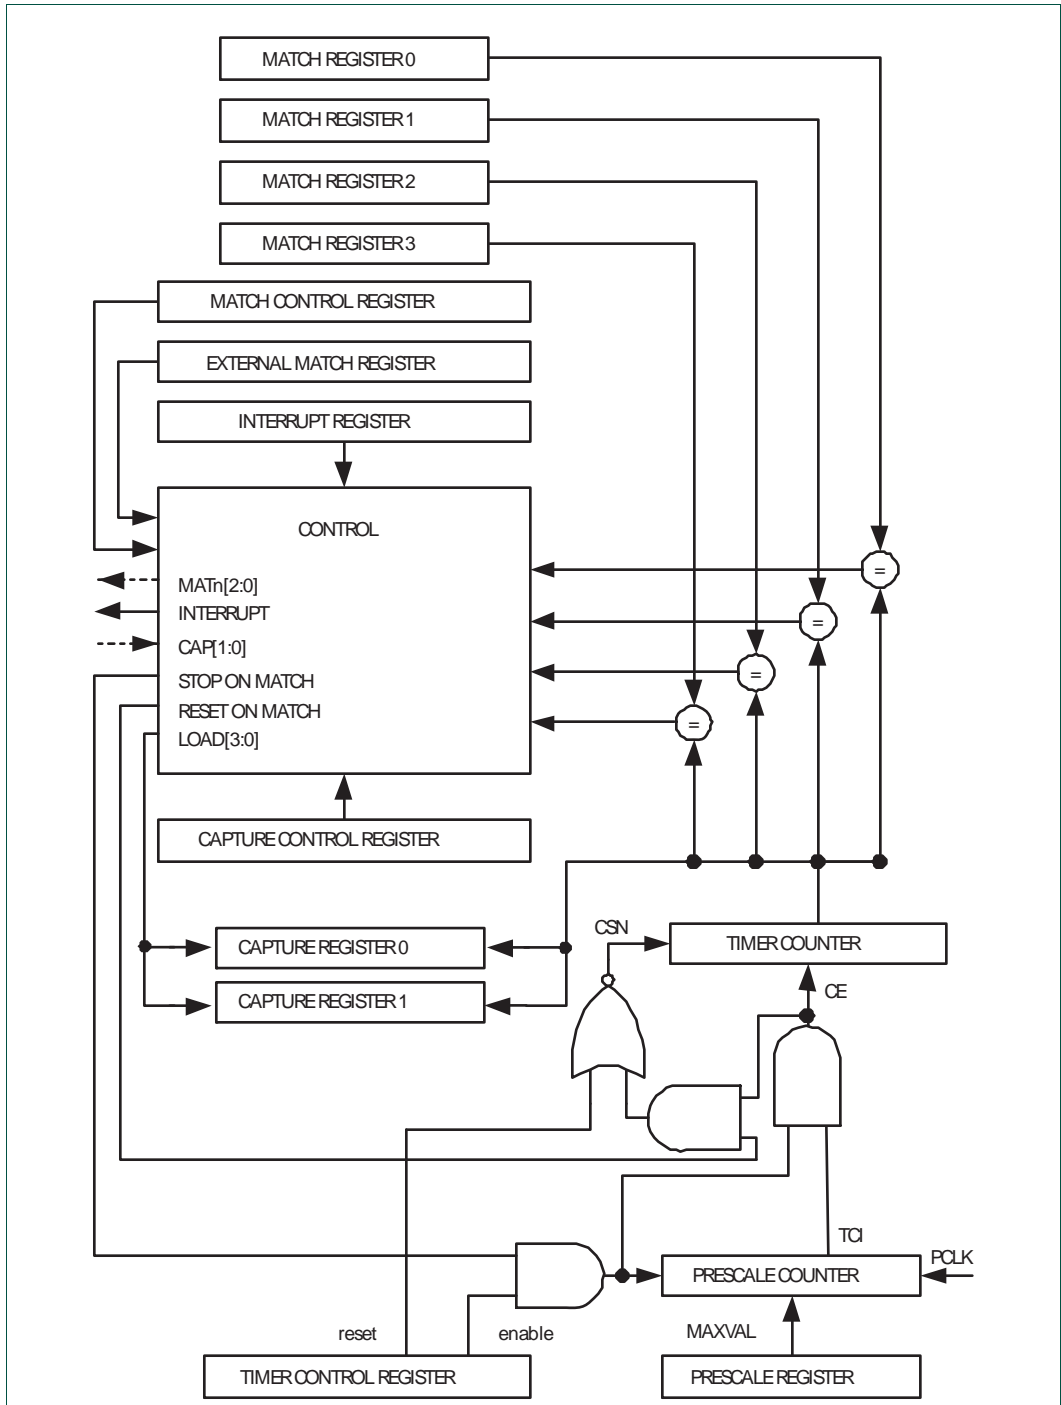 MATCH REGISTER 0
MATCH REGISTER 1
MATCH REGISTER 2
MATCH REGISTER 3
MATCH CONTROL REGISTER
EXTERNAL MATCH REGISTER
INTERRUPT REGISTER
CONTROL
=
=
=
=
MATn[2:0]
INTERRUPT
CAP[1:0]
STOP ON MATCH
RESET ON MATCH
LOAD[3:0]
CAPTURE CONTROL REGISTER
CSN
TIMER COUNTER
CAPTURE REGISTER 0
CE
CAPTURE REGISTER 1
TCI
PCLK
PRESCALE COUNTER
reset
enable
MAXVAL
TIMER CONTROL REGISTER
PRESCALE REGISTER